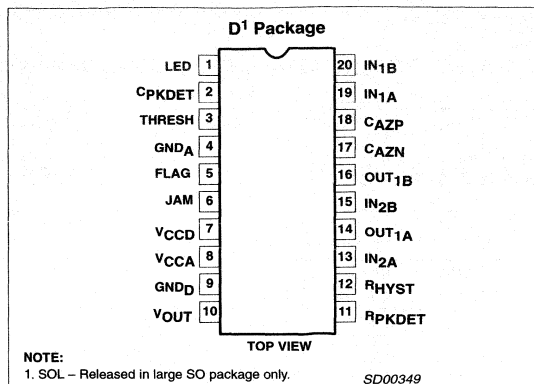 D1 Package
LED 1 20 IN1B
CPKDET 2 19 IN1A
THRESH 3 18 CAZP
GNDA 4 17 CAZN
FLAG 5 16 OUT1B
JAM 6 15 IN2B
VCCD 7 14 OUT1A
VCCA 8 13 IN2A
GNDD 9 12 RHYST
VOUT 10 11 RPKDET
TOP VIEW
NOTE:
1. SOL – Released in large SO package only.
SD00349